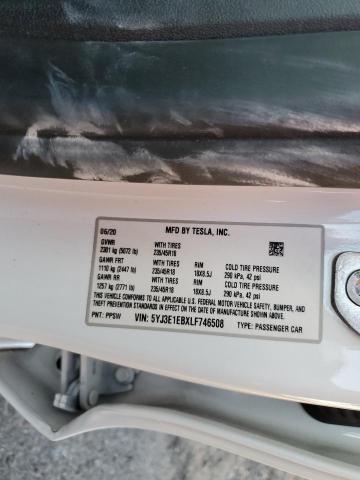 MFD BY TESLA, INC.
06/20
GVWR
2301 kg (5072 lb)
WITH TIRES
235/45R18
GAWR FRT
1110 kg (2447 lb)
WITH TIRES
235/45R18
RIM
18X8.5J
COLD TIRE PRESSURE
290 kPa, 42 psi
GAWR RR
1257 kg (2771 lb)
WITH TIRES
235/45R18
RIM
18X8.5J
COLD TIRE PRESSURE
290 kPa, 42 psi
THIS VEHICLE CONFORMS TO ALL APPLICABLE U.S. FEDERAL MOTOR VEHICLE SAFETY, BUMPER, AND
THEFT PREVENTION STANDARDS IN EFFECT ON THE DATE OF MANUFACTURE SHOWN ABOVE.
PNT: PPSW
VIN: 5YJ3E1EBXLF746508
TYPE: PASSENGER CAR